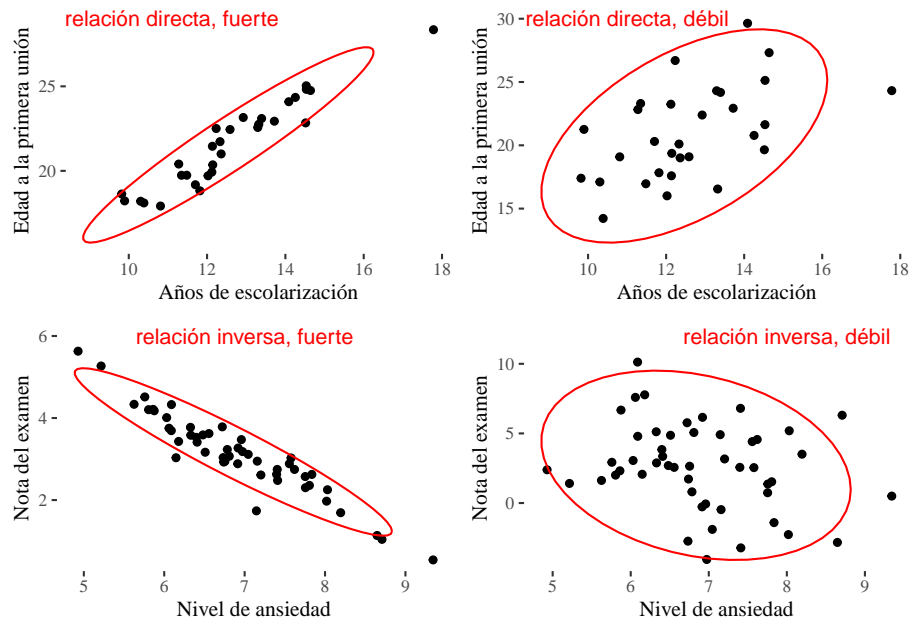 relación directa, fuerte
Edad a la primera unión
25
20
10 12 14 16 18
Años de escolarización
relación directa, débil
Edad a la primera unión
30
25
20
15
10 12 14 16 18
Años de escolarización
relación inversa, fuerte
Nota del examen
6
4
2
5 6 7 8 9
Nivel de ansiedad
relación inversa, débil
Nota del examen
10
5
0
5 6 7 8 9
Nivel de ansiedad